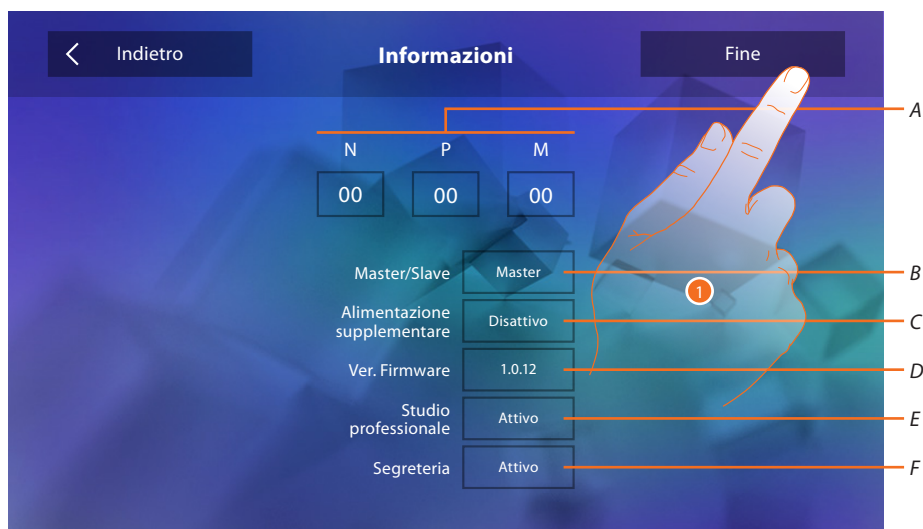 Indietro
Informazioni
Fine
A
N P M
00 00 00
Master/Slave Master B
1
Alimentazione
supplementare Disattivo C
Ver. Firmware 1.0.12 D
Studio
professionale Attivo E
Segreteria Attivo F